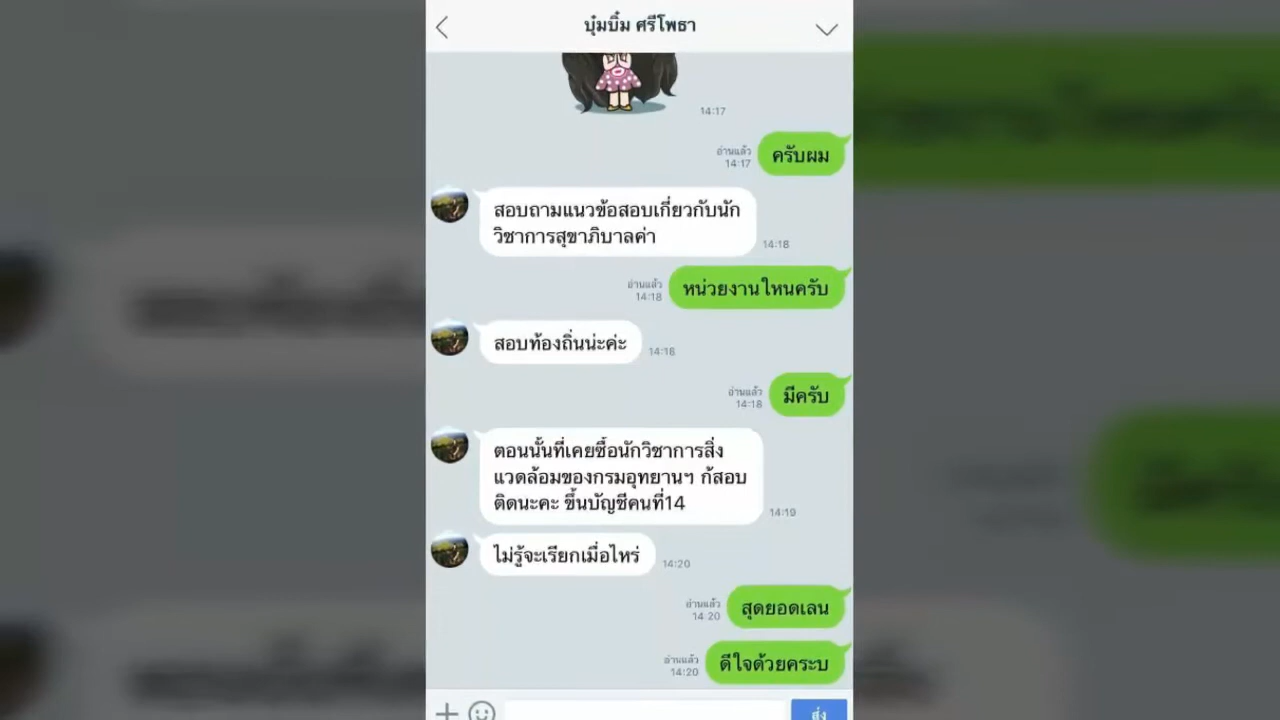 บุ๋มบิ๋ม ศรีโพธา
14:17
ครับผม
อ่านแล้ว
14:17
สอบถามแนวข้อสอบเกี่ยวกับนัก
วิชาการสุขาภิบาลค่า
14:18
หน่วยงานไหนครับ
อ่านแล้ว
14:18
สอบท้องถิ่นน่ะค่ะ
14:18
มีครับ
อ่านแล้ว
14:18
ตอนนั้นที่เคยซื้อนักวิชาการสิ่ง
แวดล้อมของกรมอุทยานฯ ก้สอบ
ติดนะคะ ขึ้นบัญชีคนที่14
14:19
ไม่รู้จะเรียกเมื่อไหร่
14:20
สุดยอดเลน
อ่านแล้ว
14:20
ดีใจด้วยคระบ
อ่านแล้ว
14:20
ส่ง